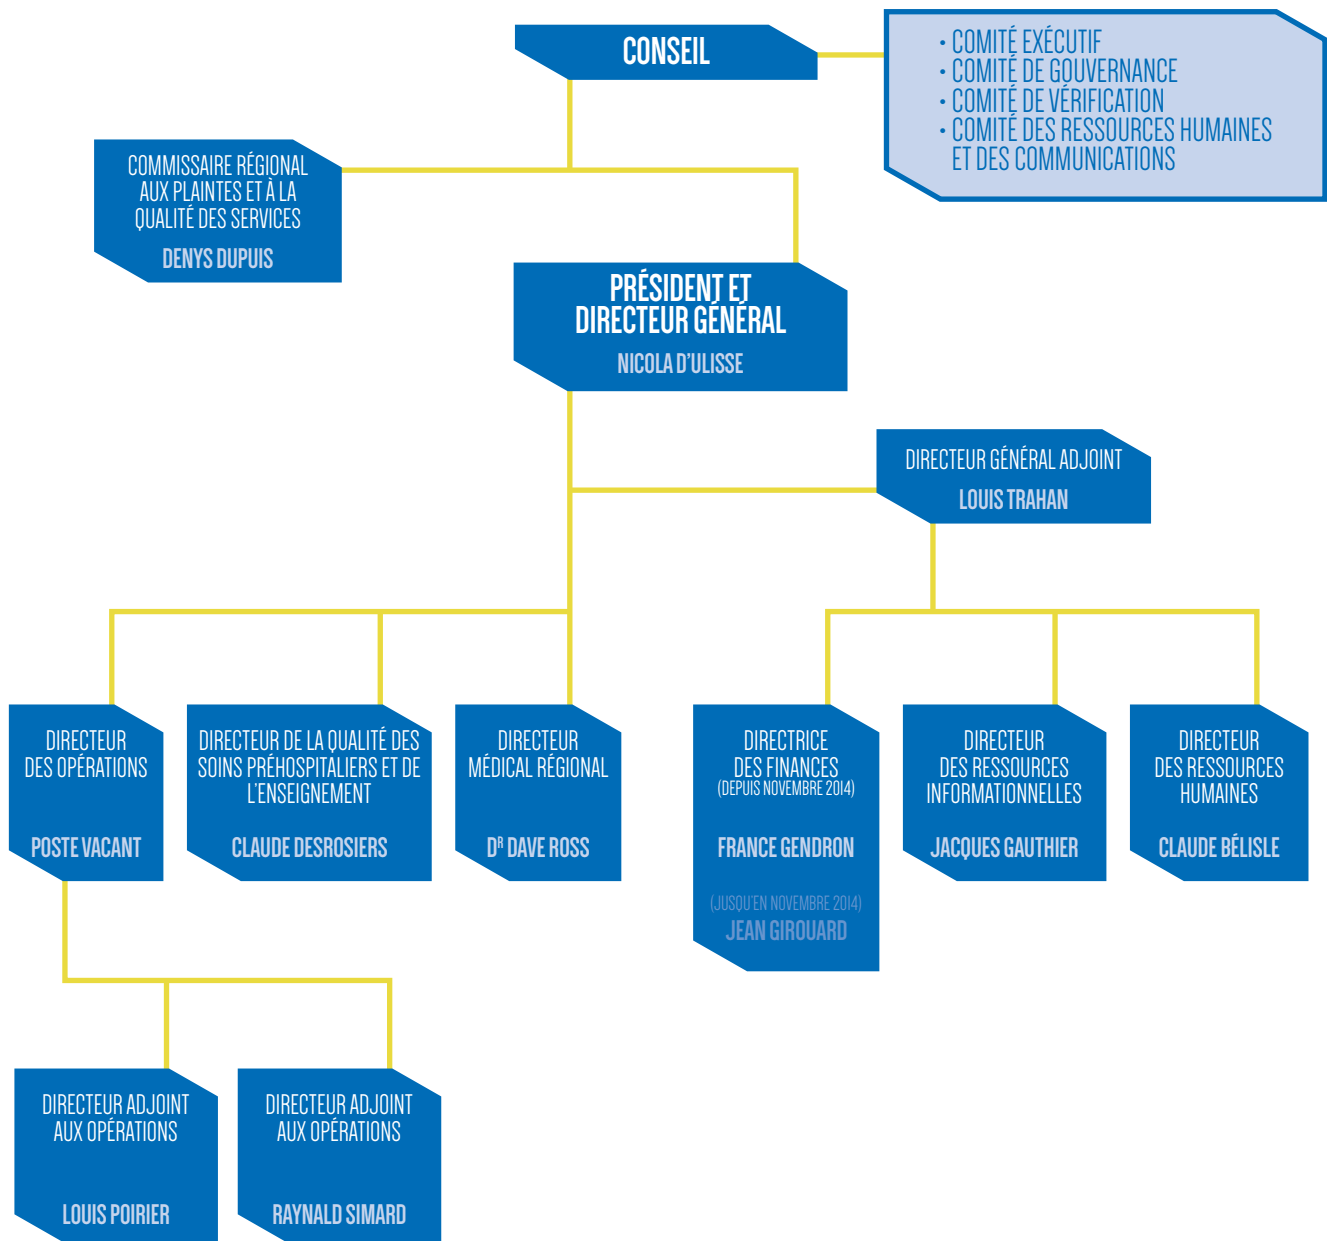 CONSEIL
• COMITÉ EXÉCUTIF
• COMITÉ DE GOUVERNANCE
• COMITÉ DE VÉRIFICATION
• COMITÉ DES RESSOURCES HUMAINES
ET DES COMMUNICATIONS
COMMISSAIRE RÉGIONAL
AUX PLAINTES ET À LA
QUALITÉ DES SERVICES
DENYS DUPUIS
PRÉSIDENT ET
DIRECTEUR GÉNÉRAL
NICOLA D'ULISSE
DIRECTEUR GÉNÉRAL ADJOINT
LOUIS TRAHAN
DIRECTEUR
DES OPÉRATIONS
POSTE VACANT
DIRECTEUR DE LA QUALITÉ DES
SOINS PRÉHOSPITALIERS ET DE
L'ENSEIGNEMENT
CLAUDE DESROSIERS
DIRECTEUR
MÉDICAL RÉGIONAL
DR DAVE ROSS
DIRECTRICE
DES FINANCES
(DEPUIS NOVEMBRE 2014)
FRANCE GENDRON
(JUSQU'EN NOVEMBRE 2014)
JEAN GIROUARD
DIRECTEUR
DES RESSOURCES
INFORMATIONNELLES
JACQUES GAUTHIER
DIRECTEUR
DES RESSOURCES
HUMAINES
CLAUDE BÉLISLE
DIRECTEUR ADJOINT
AUX OPÉRATIONS
LOUIS POIRIER
DIRECTEUR ADJOINT
AUX OPÉRATIONS
RAYNALD SIMARD